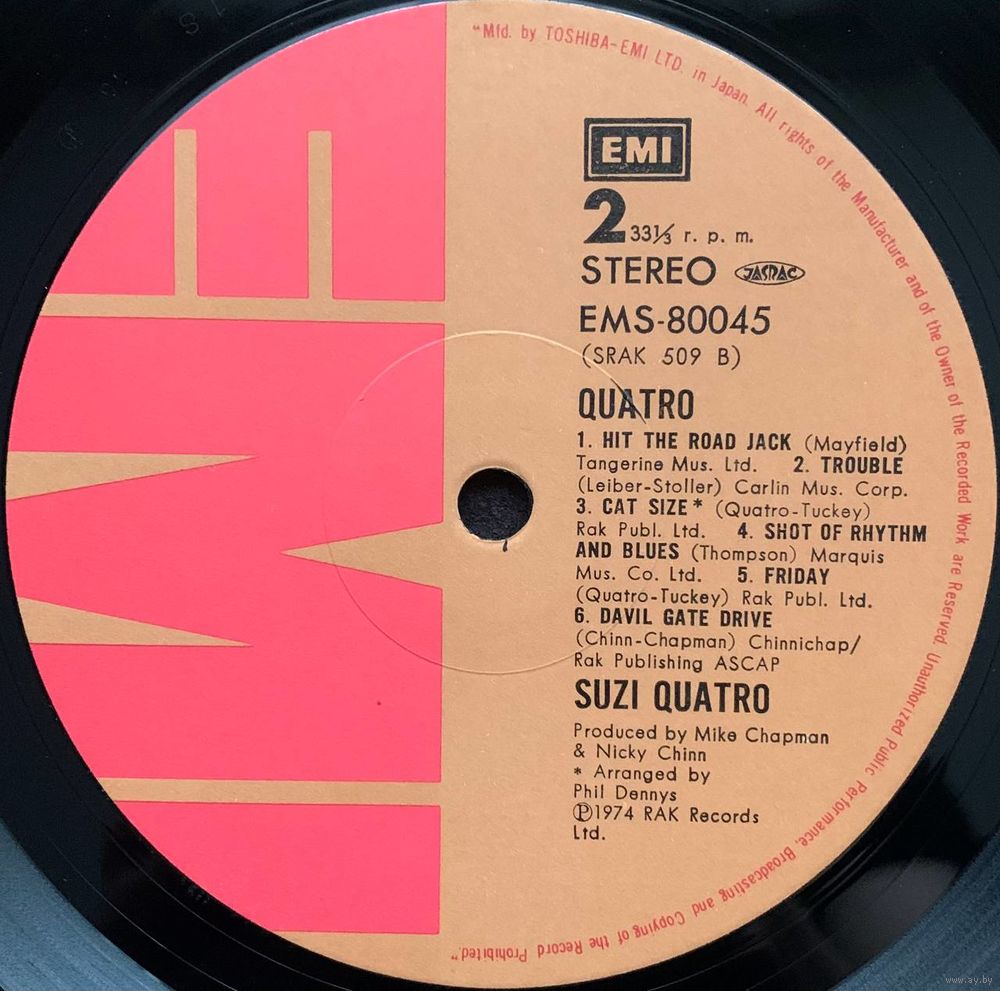 "Mfd. by TOSHIBA-EMI LTD. in Japan. All rights of the Manufacturer and of the Owner of the Recorded Work are Reserved. Unauthorized Public Performance, Broadcasting and Copying of the Record Prohibited."
EMI
2 33⅓ r. p. m.
STEREO JASRAC
EMS-80045
(SRAK 509 B)
QUATRO
1. HIT THE ROAD JACK (Mayfield)
Tangerine Mus. Ltd. 2. TROUBLE
(Leiber-Stoller) Carlin Mus. Corp.
3. CAT SIZE* (Quatro-Tuckey)
Rak Publ. Ltd. 4. SHOT OF RHYTHM
AND BLUES (Thompson) Marquis
Mus. Co. Ltd. 5. FRIDAY
(Quatro-Tuckey) Rak Publ. Ltd.
6. DAVIL GATE DRIVE
(Chinn-Chapman) Chinnichap/
Rak Publishing ASCAP
SUZI QUATRO
Produced by Mike Chapman
& Nicky Chinn
* Arranged by
Phil Dennys
Ⓟ1974 RAK Records
Ltd.
EMI
www.ay.by